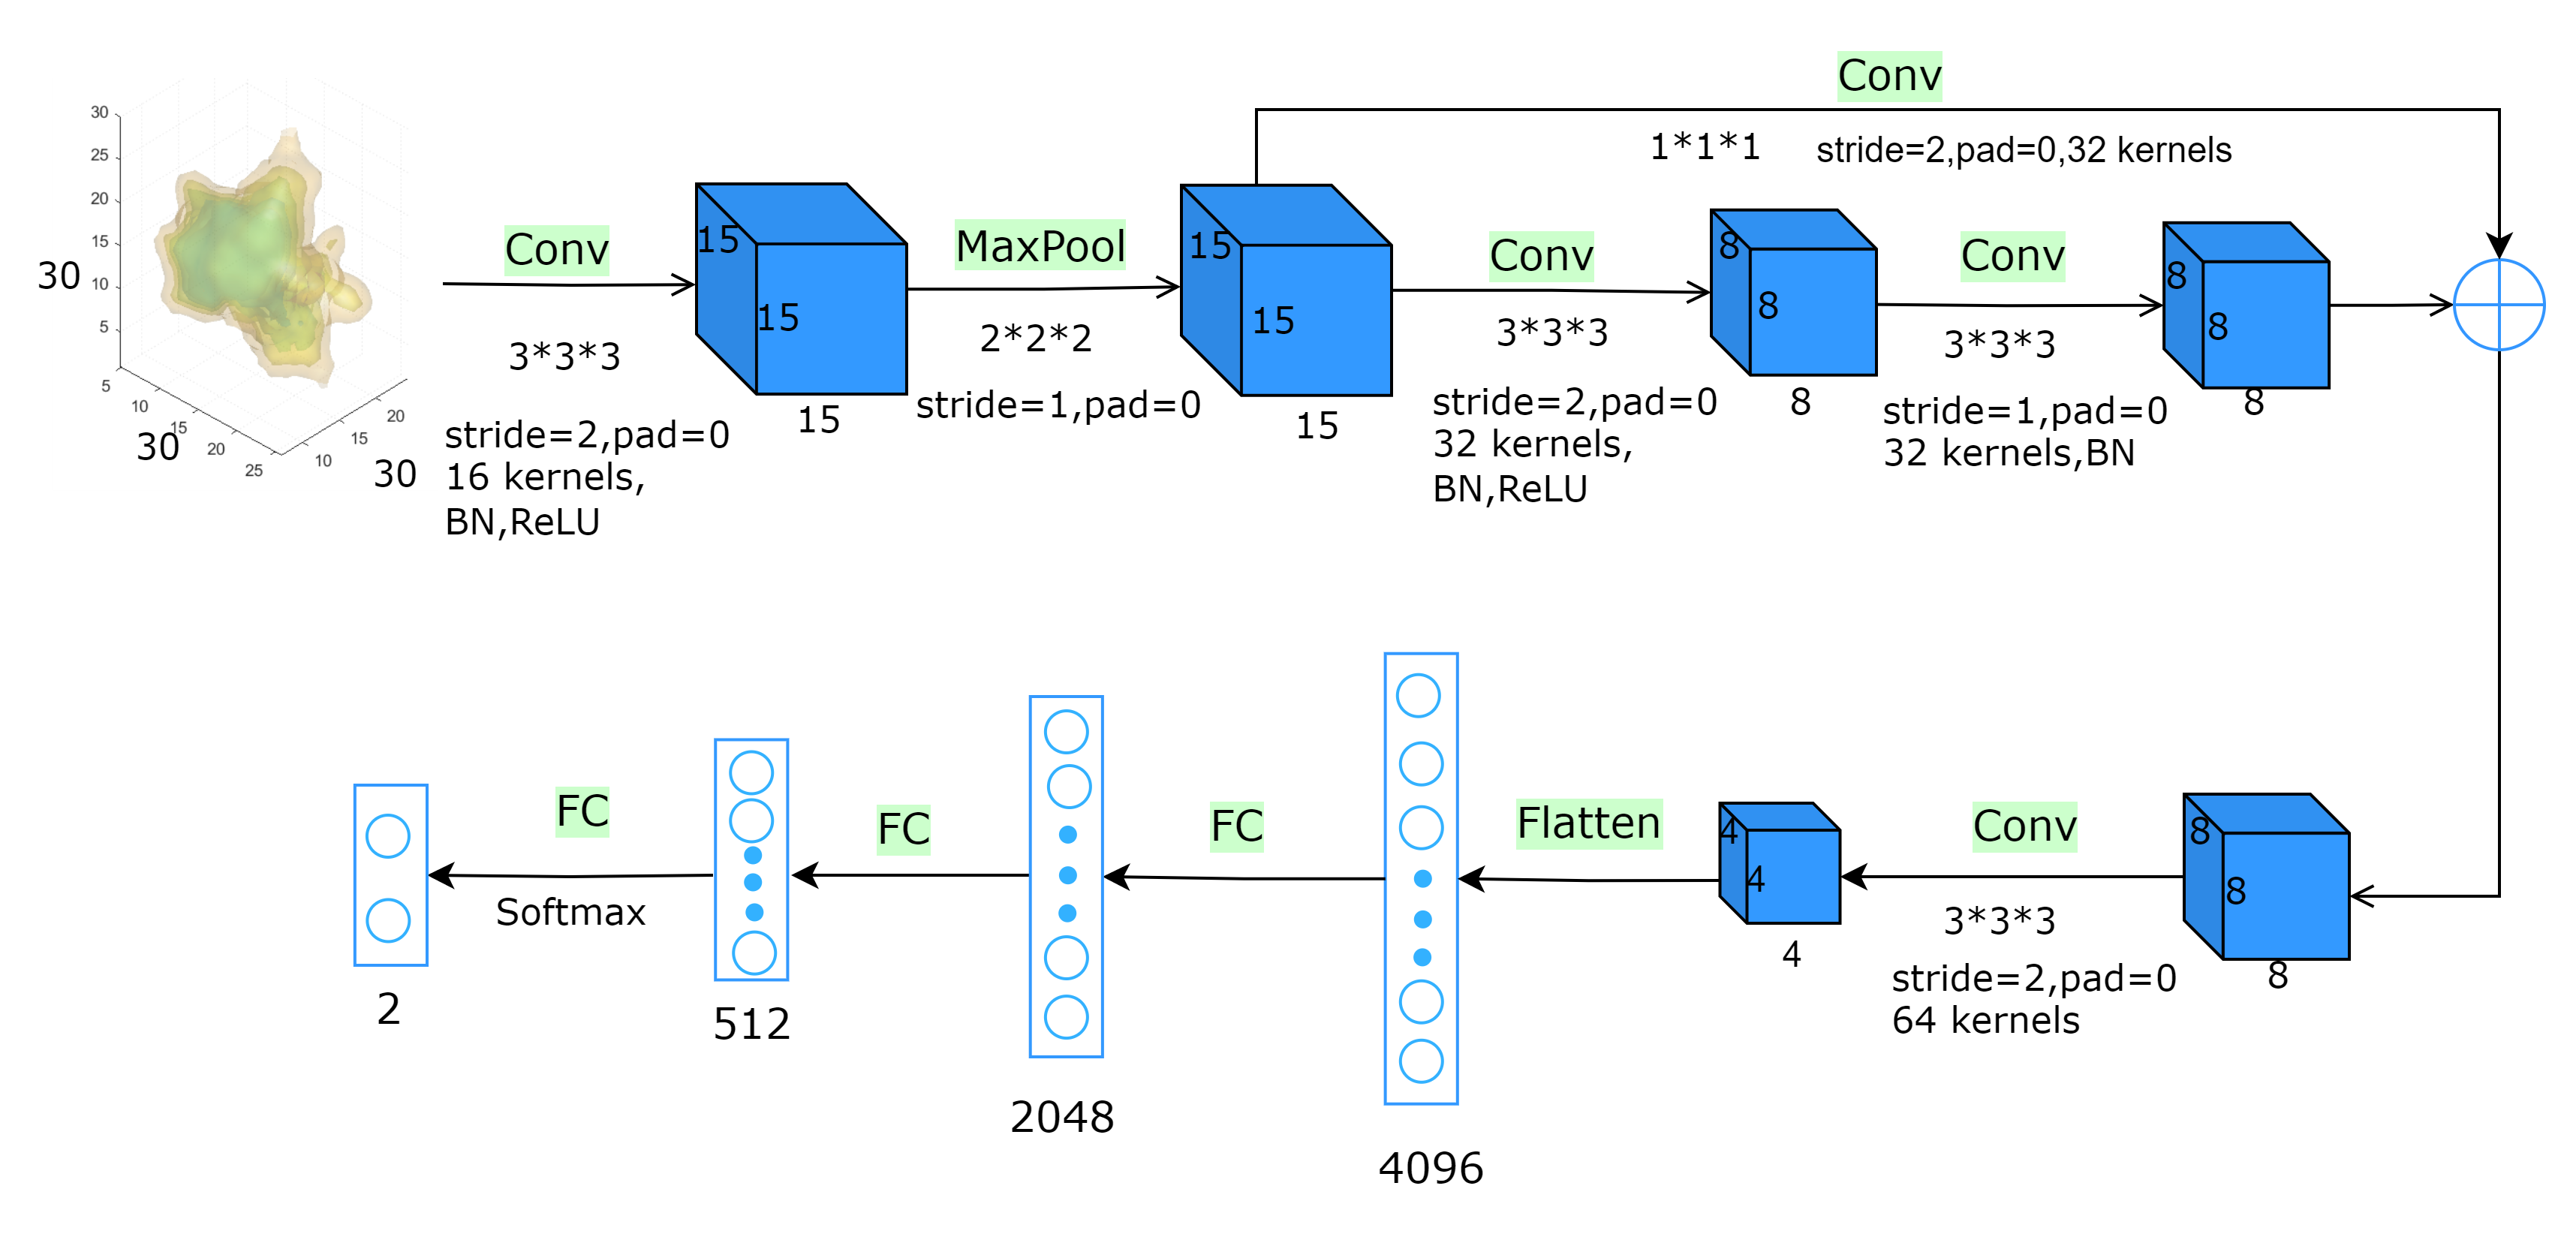 Conv
1*1*1
stride=2,pad=0,32 kernels
30
25
20
15
10
5
30
5
10
15
20
25
30
10
15
20
30
Conv
3*3*3
stride=2,pad=0
16 kernels,
BN,ReLU
15
15
15
MaxPool
2*2*2
stride=1,pad=0
15
15
15
Conv
3*3*3
stride=2,pad=0
32 kernels,
BN,ReLU
8
8
8
Conv
3*3*3
stride=1,pad=0
32 kernels,BN
8
8
8
FC
Softmax
2
FC
512
FC
2048
Flatten
4096
4
4
4
Conv
3*3*3
stride=2,pad=0
64 kernels
8
8
8